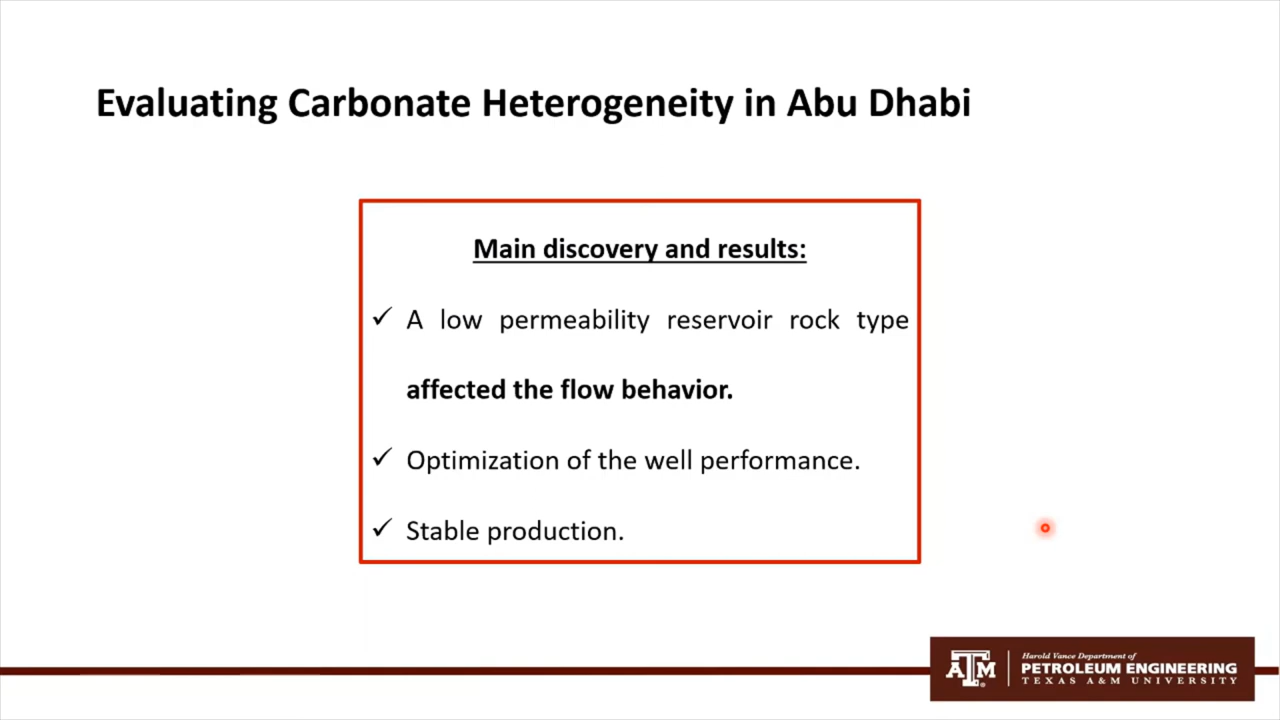 Evaluating Carbonate Heterogeneity in Abu Dhabi
Main discovery and results:
✓ A low permeability reservoir rock type
affected the flow behavior.
✓ Optimization of the well performance.
✓ Stable production.
Harold Vance Department of
PETROLEUM ENGINEERING
TEXAS A&M UNIVERSITY
ATM